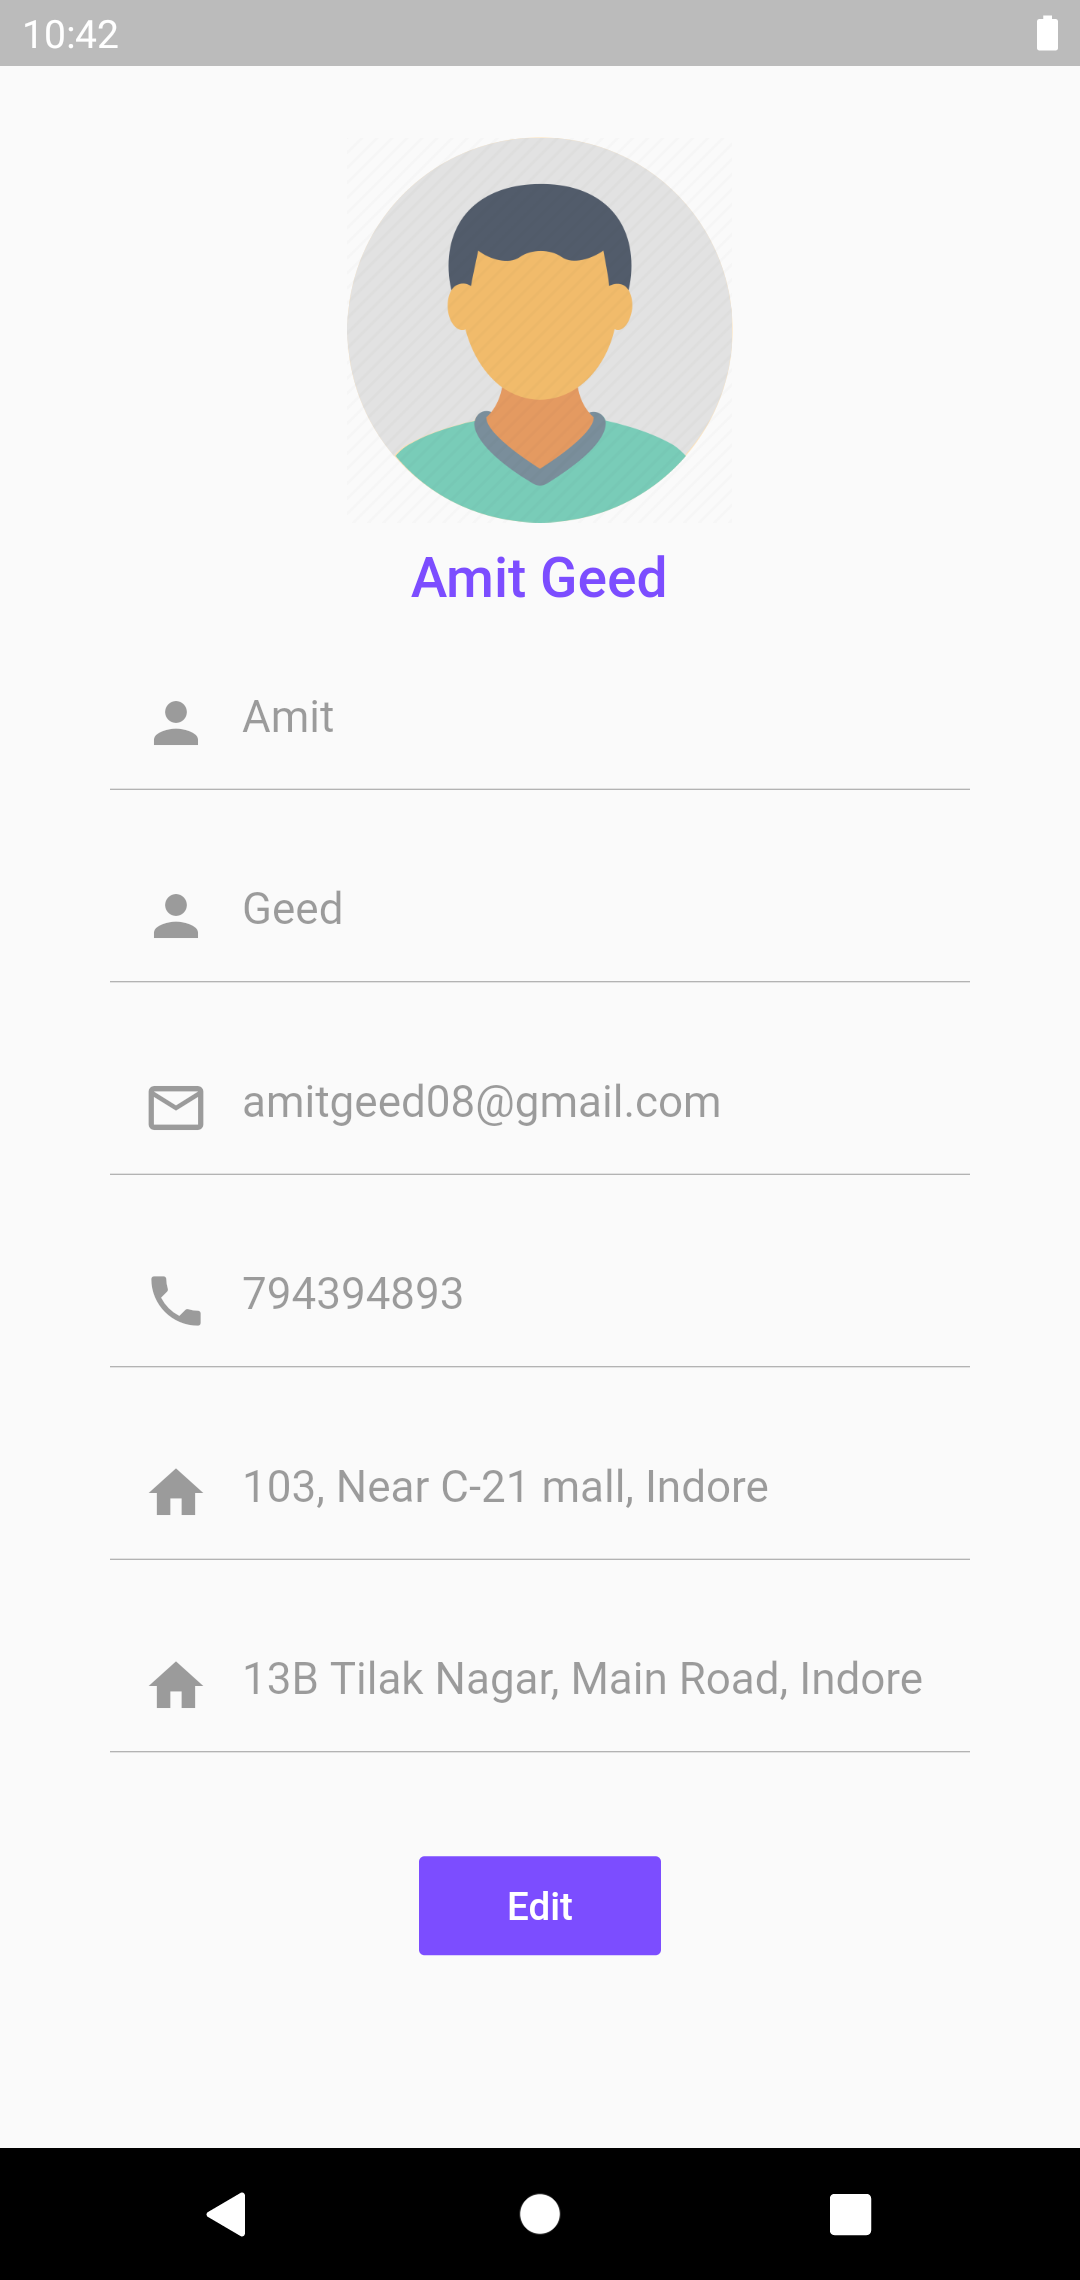 10:42
Amit Geed
Amit
Geed
amitgeed08@gmail.com
794394893
103, Near C-21 mall, Indore
13B Tilak Nagar, Main Road, Indore
Edit